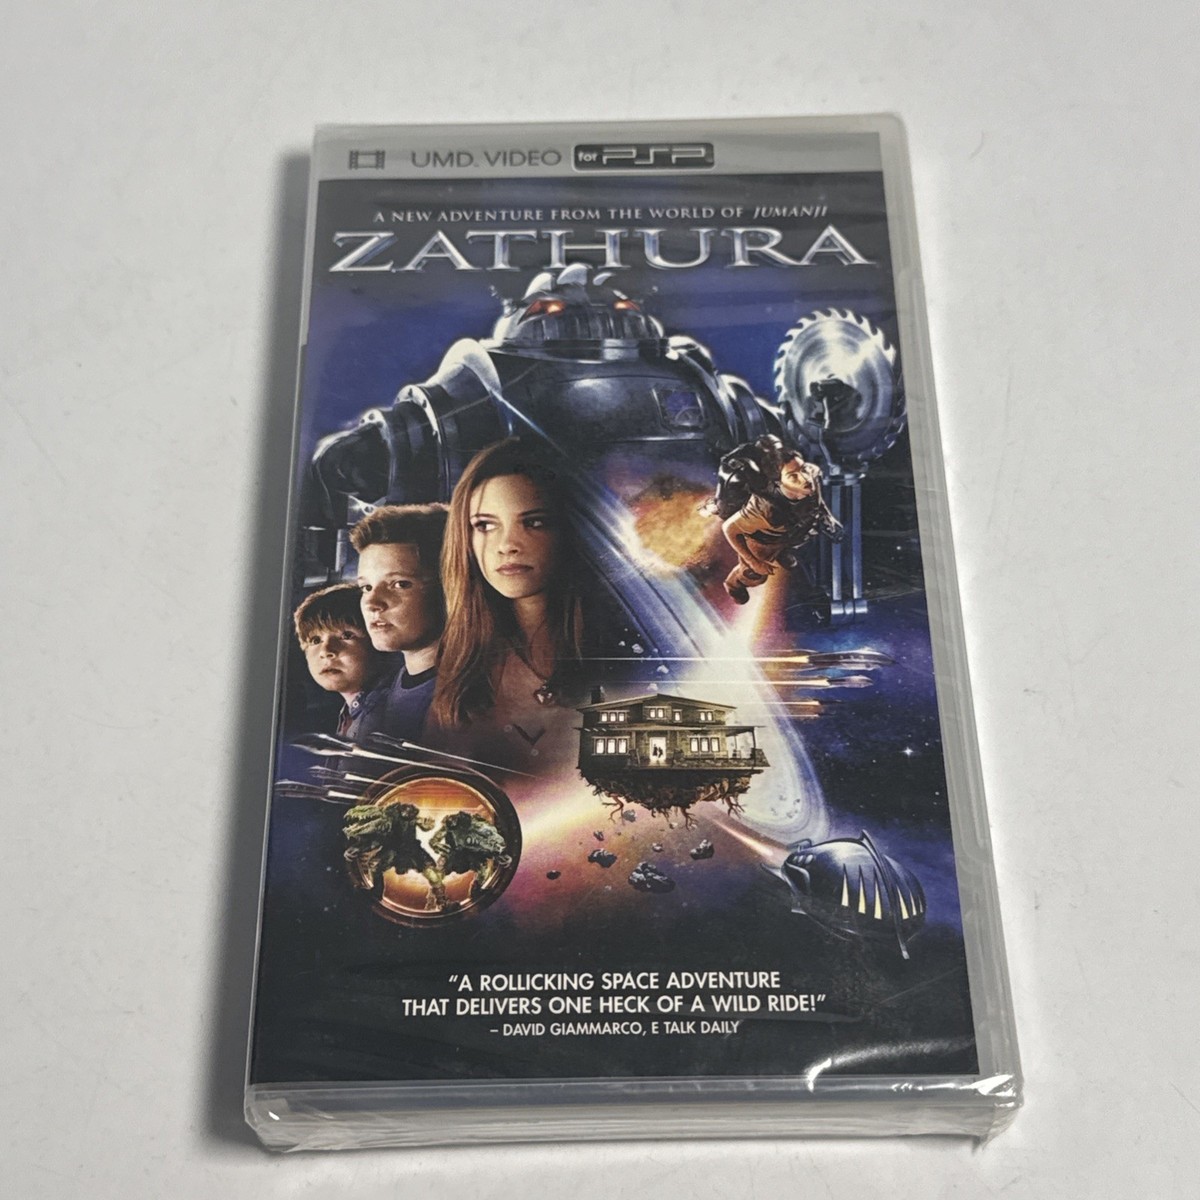 UMD. VIDEO for PSP
A NEW ADVENTURE FROM THE WORLD OF JUMANJI
ZATHURA
“A ROLLICKING SPACE ADVENTURE
THAT DELIVERS ONE HECK OF A WILD RIDE!”
– DAVID GIAMMARCO, E TALK DAILY